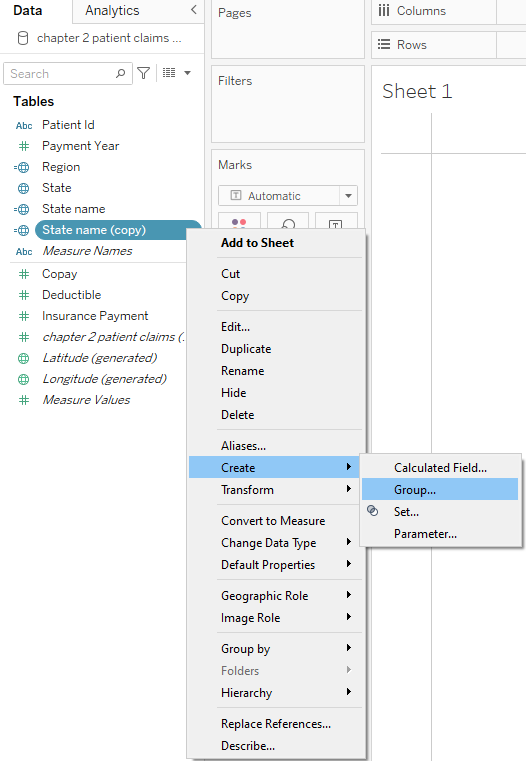 Data
Analytics
chapter 2 patient claims ...
Search
Tables
Abc Patient Id
# Payment Year
Region
State
State name
State name (copy)
Abc Measure Names
# Copay
# Deductible
# Insurance Payment
# chapter 2 patient claims (.
Latitude (generated)
Longitude (generated)
# Measure Values
Pages
Filters
Marks
Automatic
Columns
Rows
Sheet 1
Add to Sheet
Cut
Copy
Edit...
Duplicate
Rename
Hide
Delete
Aliases...
Create
Transform
Convert to Measure
Change Data Type
Default Properties
Geographic Role
Image Role
Group by
Folders
Hierarchy
Replace References...
Describe...
Calculated Field...
Group...
Set...
Parameter...